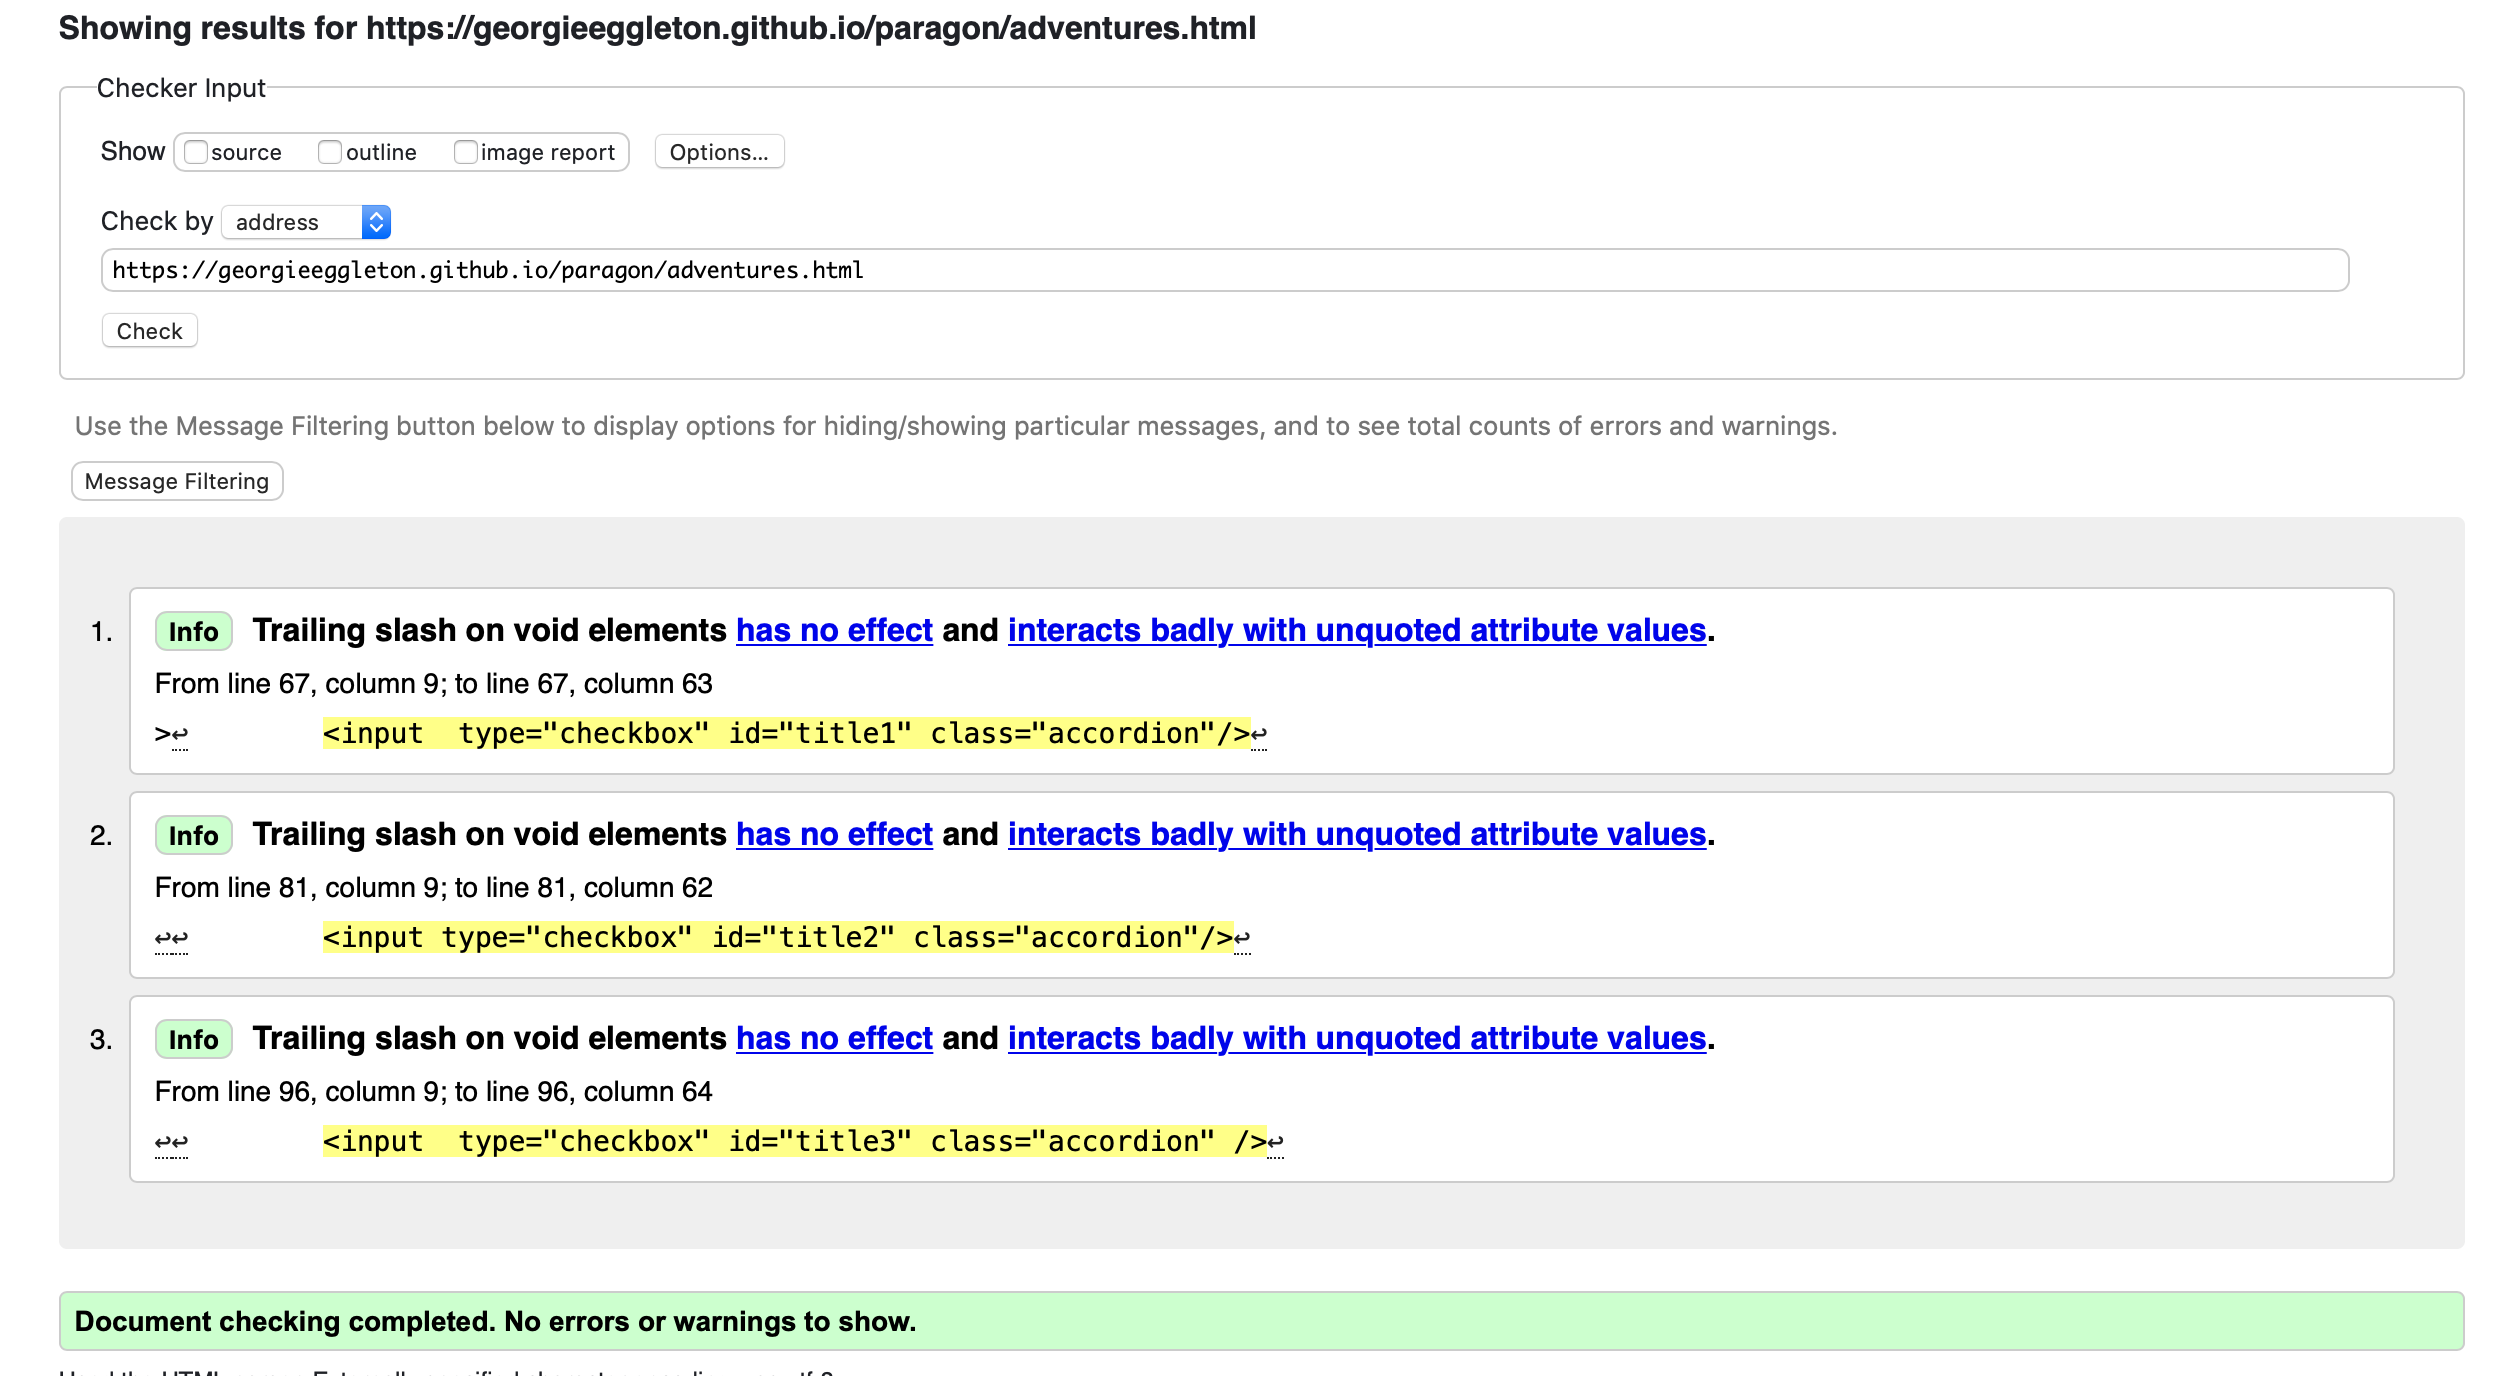 Showing results for https://georgieeggleton.github.io/paragon/adventures.html
Checker Input
Show source outline image report Options...
Check by address
https://georgieeggleton.github.io/paragon/adventures.html
Check
Use the Message Filtering button below to display options for hiding/showing particular messages, and to see total counts of errors and warnings.
Message Filtering
1. Info Trailing slash on void elements has no effect and interacts badly with unquoted attribute values.
From line 67, column 9; to line 67, column 63
>↩        <input  type="checkbox" id="title1" class="accordion"/>↩
2. Info Trailing slash on void elements has no effect and interacts badly with unquoted attribute values.
From line 81, column 9; to line 81, column 62
↩↩        <input type="checkbox" id="title2" class="accordion"/>↩
3. Info Trailing slash on void elements has no effect and interacts badly with unquoted attribute values.
From line 96, column 9; to line 96, column 64
↩↩        <input  type="checkbox" id="title3" class="accordion" />↩
Document checking completed. No errors or warnings to show.